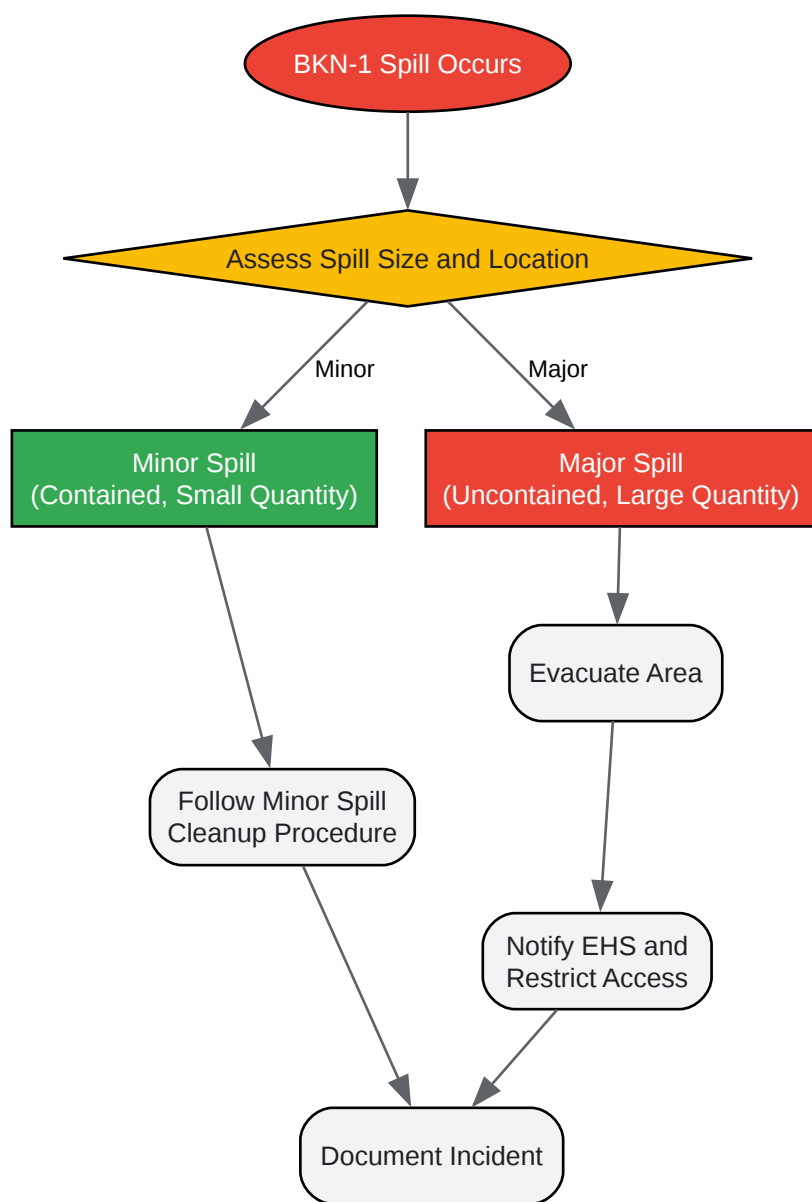 BKN-1 Spill Occurs
Assess Spill Size and Location
Minor
Major
Minor Spill
(Contained, Small Quantity)
Major Spill
(Uncontained, Large Quantity)
Evacuate Area
Follow Minor Spill
Cleanup Procedure
Notify EHS and
Restrict Access
Document Incident